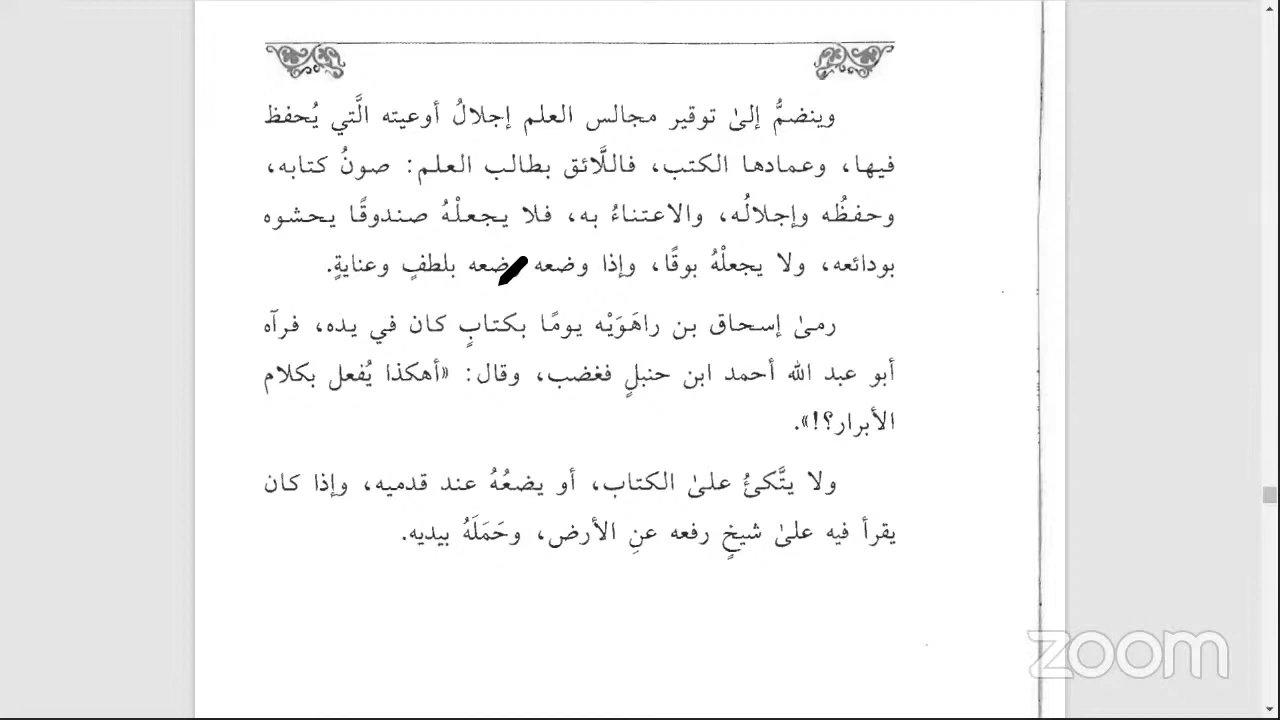 وينضمُّ إلىٰ توقير مجالس العلم إجلالُ أوعيته الَّتي يُحفظ
فيها، وعمادها الكتب، فاللَّائق بطالب العلم: صونُ كتابه،
وحفظُه وإجلالُه، والاعتناءُ به، فلا يجعلْهُ صندوقًا يحشوه
بودائعه، ولا يجعلْهُ بوقًا، وإذا وضعه بلطفٍ وعنايةٍ.
رمىٰ إسحاق بن راهَوَيْه يومًا بكتابٍ كان في يده، فرآه
أبو عبد الله أحمد ابن حنبلٍ فغضب، وقال: «أهكذا يُفعل بكلام
الأبرار؟!».
ولا يتَّكئُ علىٰ الكتاب، أو يضعُهُ عند قدميه، وإذا كان
يقرأ فيه علىٰ شيخٍ رفعه عنِ الأرض، وحَمَلَهُ بيديه.
zoom